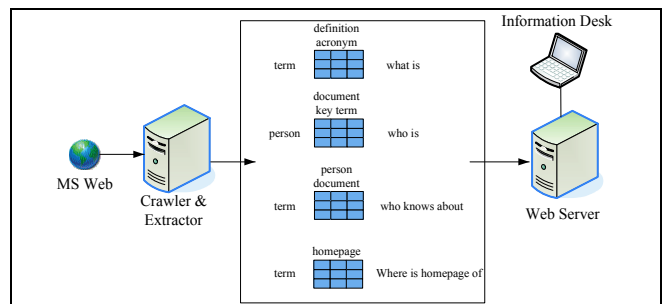 Information Desk
definition
acronym
term
what is
document
key term
person
who is
MS Web
Crawler &
Extractor
person
document
term
who knows about
Web Server
homepage
term
Where is homepage of